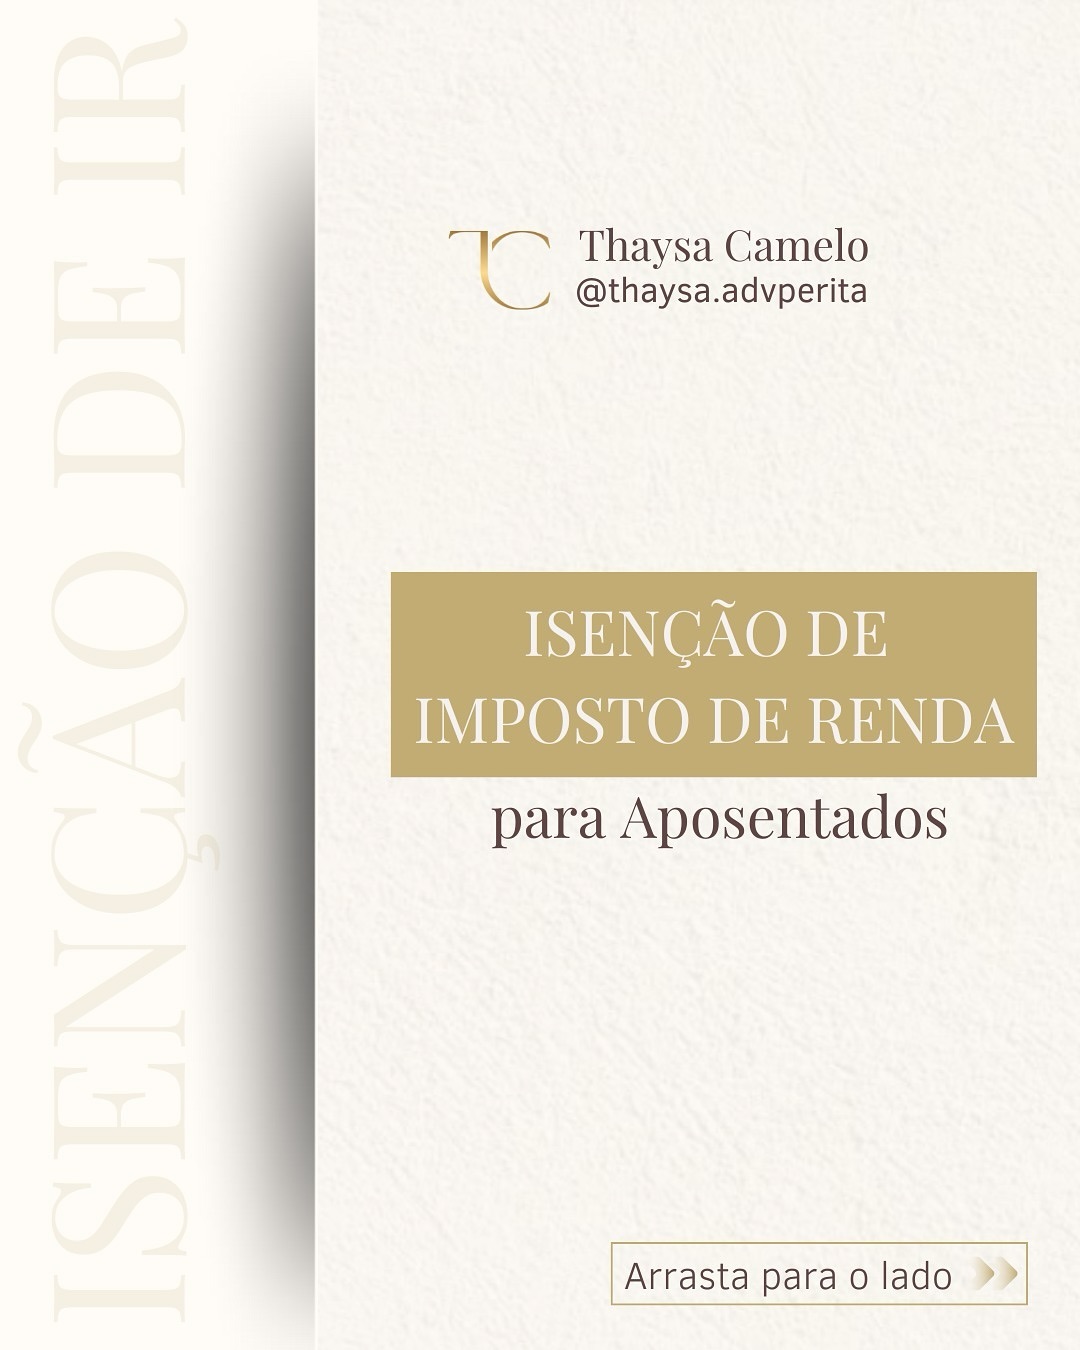 ISENÇÃO DE IR
TC
Thaysa Camelo
@thaysa.advperita
ISENÇÃO DE
IMPOSTO DE RENDA
para Aposentados
Arrasta para o lado